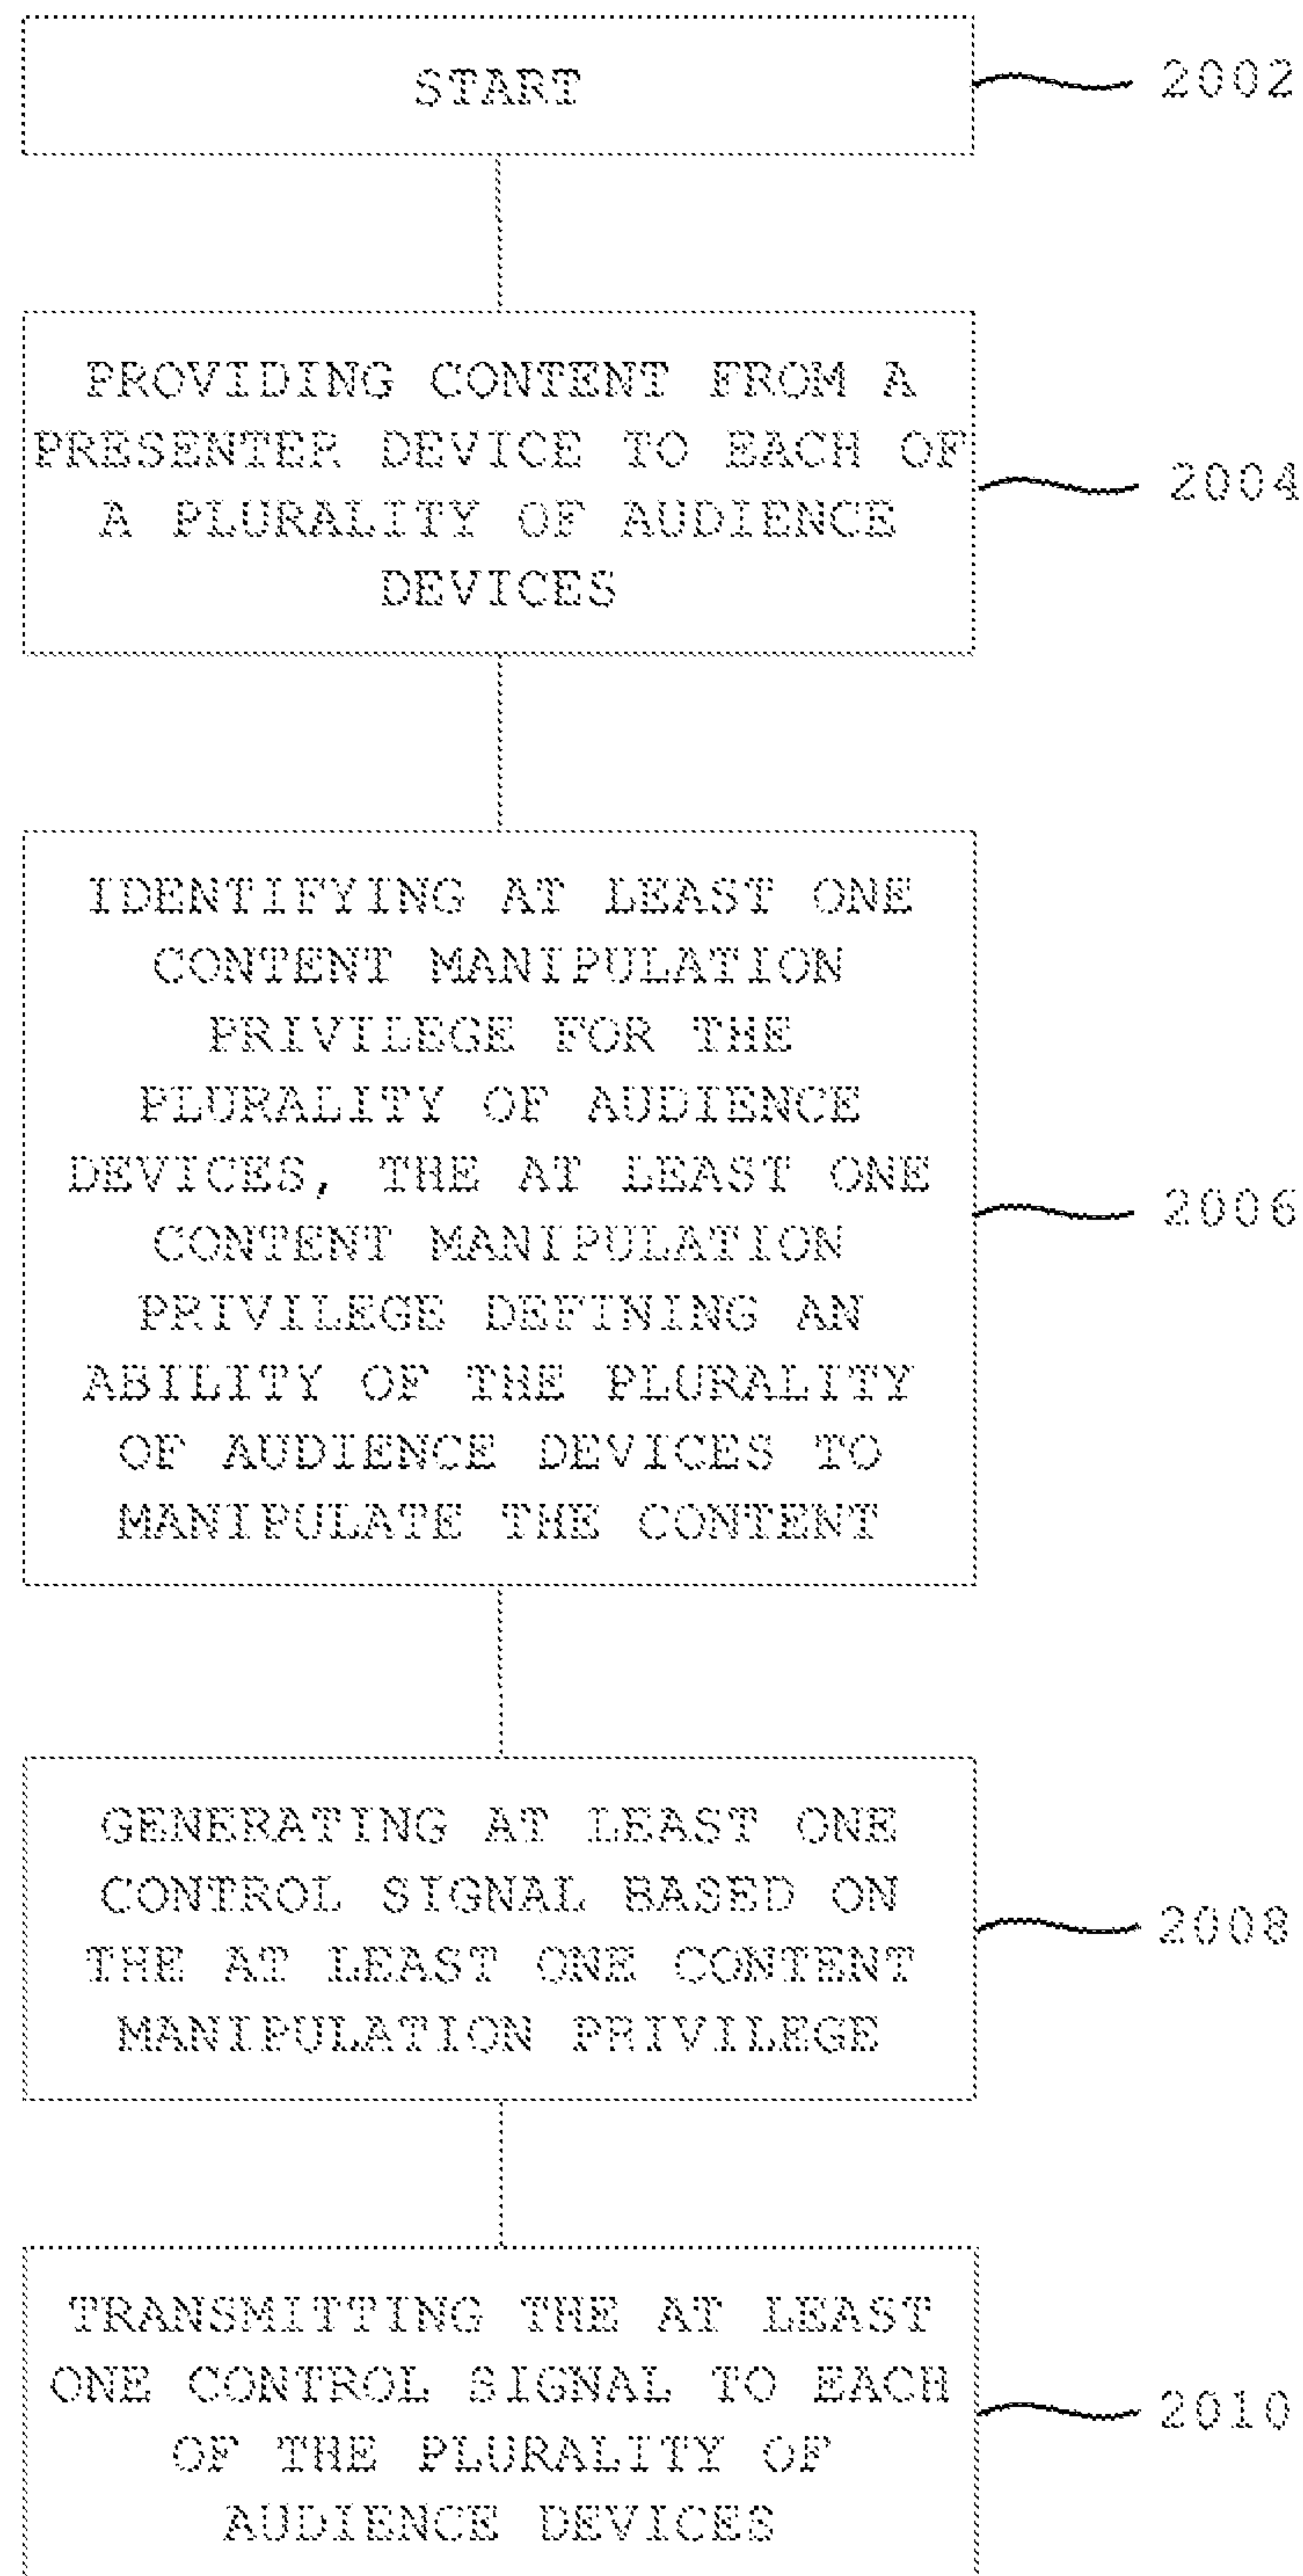 START
2002
PROVIDING CONTENT FROM A
PRESENTER DEVICE TO EACH OF
A PLURALITY OF AUDIENCE
DEVICES
2004
IDENTIFYING AT LEAST ONE
CONTENT MANIPULATION
PRIVILEGE FOR THE
PLURALITY OF AUDIENCE
DEVICES, THE AT LEAST ONE
CONTENT MANIPULATION
PRIVILEGE DEFINING AN
ABILITY OF THE PLURALITY
OF AUDIENCE DEVICES TO
MANIPULATE THE CONTENT
2006
GENERATING AT LEAST ONE
CONTROL SIGNAL BASED ON
THE AT LEAST ONE CONTENT
MANIPULATION PRIVILEGE
2008
TRANSMITTING THE AT LEAST
ONE CONTROL SIGNAL TO EACH
OF THE PLURALITY OF
AUDIENCE DEVICES
2010